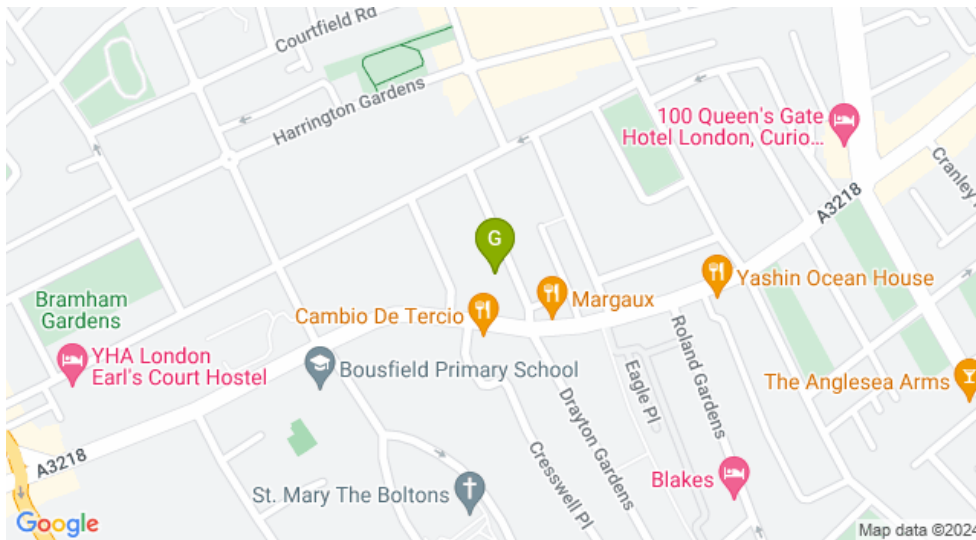 Courtfield Rd
Harrington Gardens
100 Queen's Gate
Hotel London, Curio...
Cranley
A3218
G
Bramham
Gardens
Cambio De Tercio
Margaux
Yashin Ocean House
YHA London
Earl's Court Hostel
Bousfield Primary School
Roland Gardens
Eagle Pl
The Anglesea Arms
Drayton Gardens
A3218
Cresswell Pl
St. Mary The Boltons
Blakes
Google
Map data ©2024